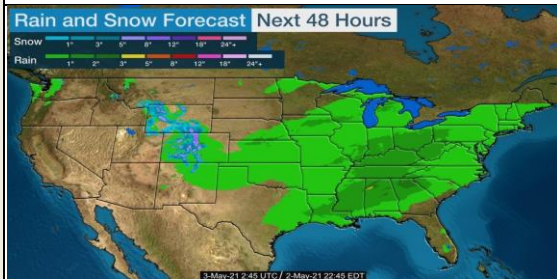 Rain and Snow Forecast Next 48 Hours
Snow
1" 3" 5" 8" 12" 18" 24"+
Rain
1" 2" 3" 5" 8" 12" 18" 24"+
3-May-21 2:45 UTC / 2-May-21 22:45 EDT